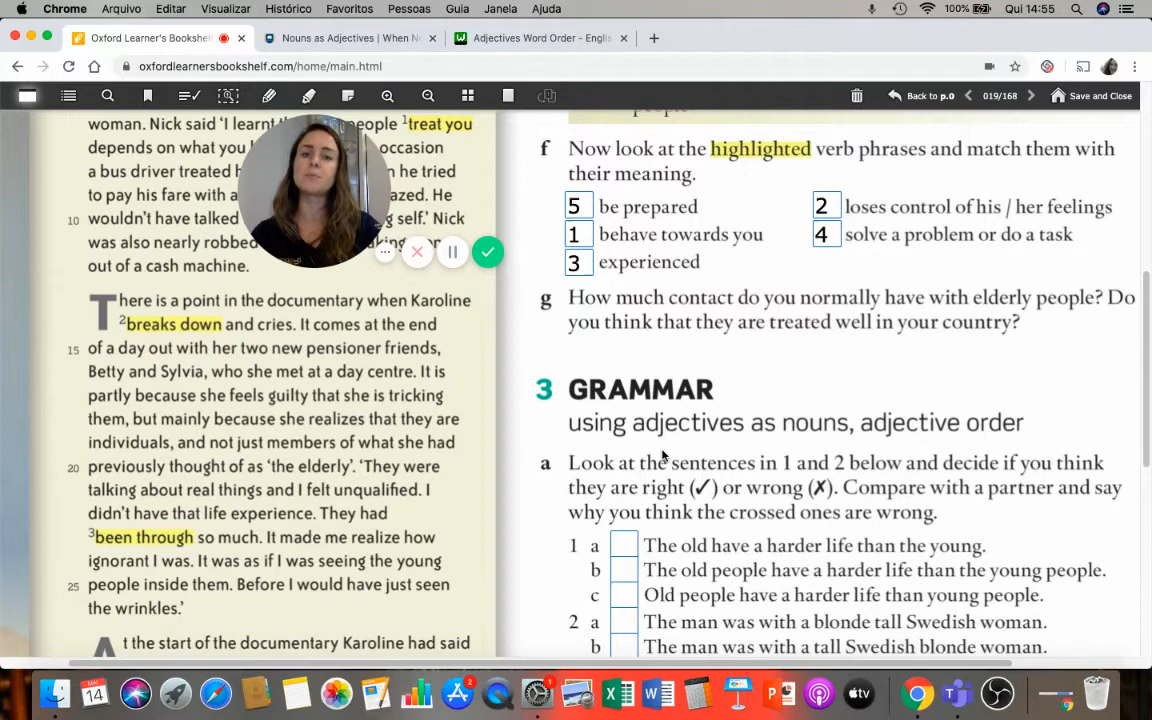 Chrome Arquivo Editar Visualizar Histórico Favoritos Pessoas Guia Janela Ajuda 100% Qui 14:55
Oxford Learner's Bookshelf Nouns as Adjectives | When N Adjectives Word Order - Englis
oxfordlearnersbookshelf.com/home/main.html
Back to p.0 019/168 Save and Close
woman. Nick said 'I learnt people 1treat you
depends on what you occasion
a bus driver treated he tried
to pay his fare with a azed. He
10 wouldn't have talked self.' Nick
was also nearly robbed
out of a cash machine.
There is a point in the documentary when Karoline
2breaks down and cries. It comes at the end
15 of a day out with her two new pensioner friends,
Betty and Sylvia, who she met at a day centre. It is
partly because she feels guilty that she is tricking
them, but mainly because she realizes that they are
individuals, and not just members of what she had
20 previously thought of as 'the elderly'. 'They were
talking about real things and I felt unqualified. I
didn't have that life experience. They had
3been through so much. It made me realize how
ignorant I was. It was as if I was seeing the young
25 people inside them. Before I would have just seen
the wrinkles.'
At the start of the documentary Karoline had said
people
f Now look at the highlighted verb phrases and match them with
their meaning.
5 be prepared 2 loses control of his / her feelings
1 behave towards you 4 solve a problem or do a task
3 experienced
g How much contact do you normally have with elderly people? Do
you think that they are treated well in your country?
3 GRAMMAR
using adjectives as nouns, adjective order
a Look at the sentences in 1 and 2 below and decide if you think
they are right (✓) or wrong (✗). Compare with a partner and say
why you think the crossed ones are wrong.
1 a The old have a harder life than the young.
b The old people have a harder life than the young people.
c Old people have a harder life than young people.
2 a The man was with a blonde tall Swedish woman.
b The man was with a tall Swedish blonde woman.
MAY
14
2
1
tv